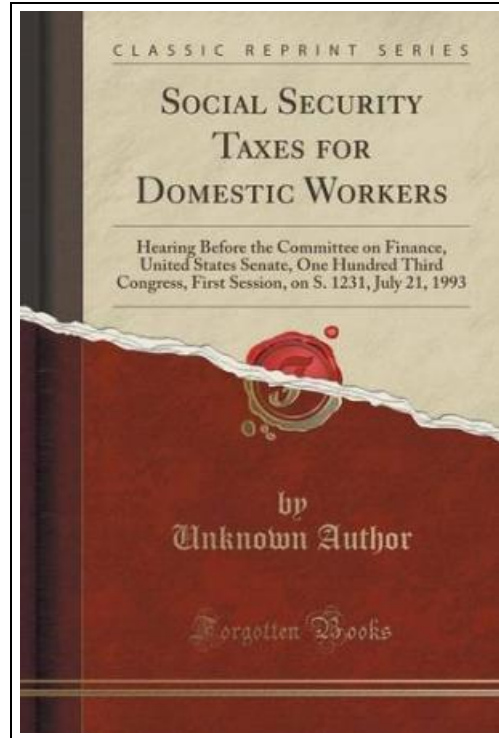 CLASSIC REPRINT SERIES
SOCIAL SECURITY
TAXES FOR
DOMESTIC WORKERS
Hearing Before the Committee on Finance,
United States Senate, One Hundred Third
Congress, First Session, on S. 1231, July 21, 1993
by
Unknown Author
Forgotten Books